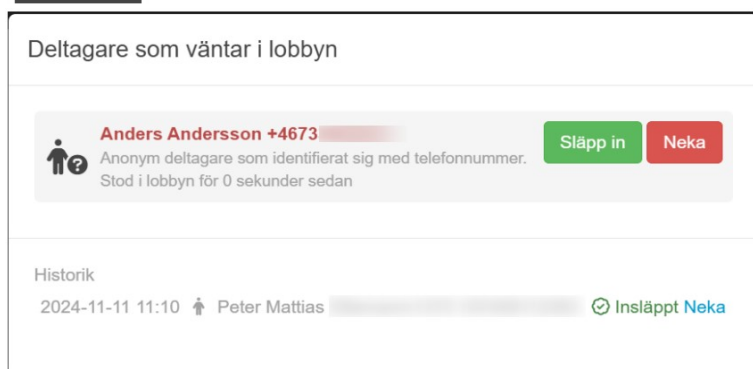 Deltagare som väntar i lobbyn
Anders Andersson +4673
Anonym deltagare som identifierat sig med telefonnummer.
Stod i lobbyn för 0 sekunder sedan
Släpp in
Neka
Historik
2024-11-11 11:10 Peter Mattias
Insläppt Neka